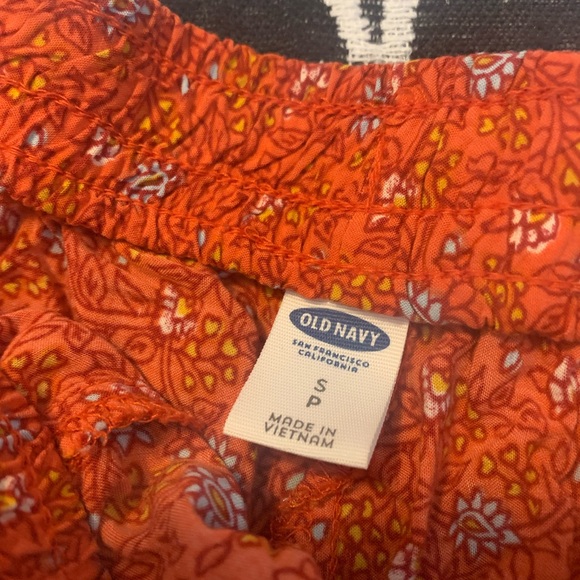 OLD NAVY
SAN FRANCISCO
CALIFORNIA
S
P
MADE IN
VIETNAM